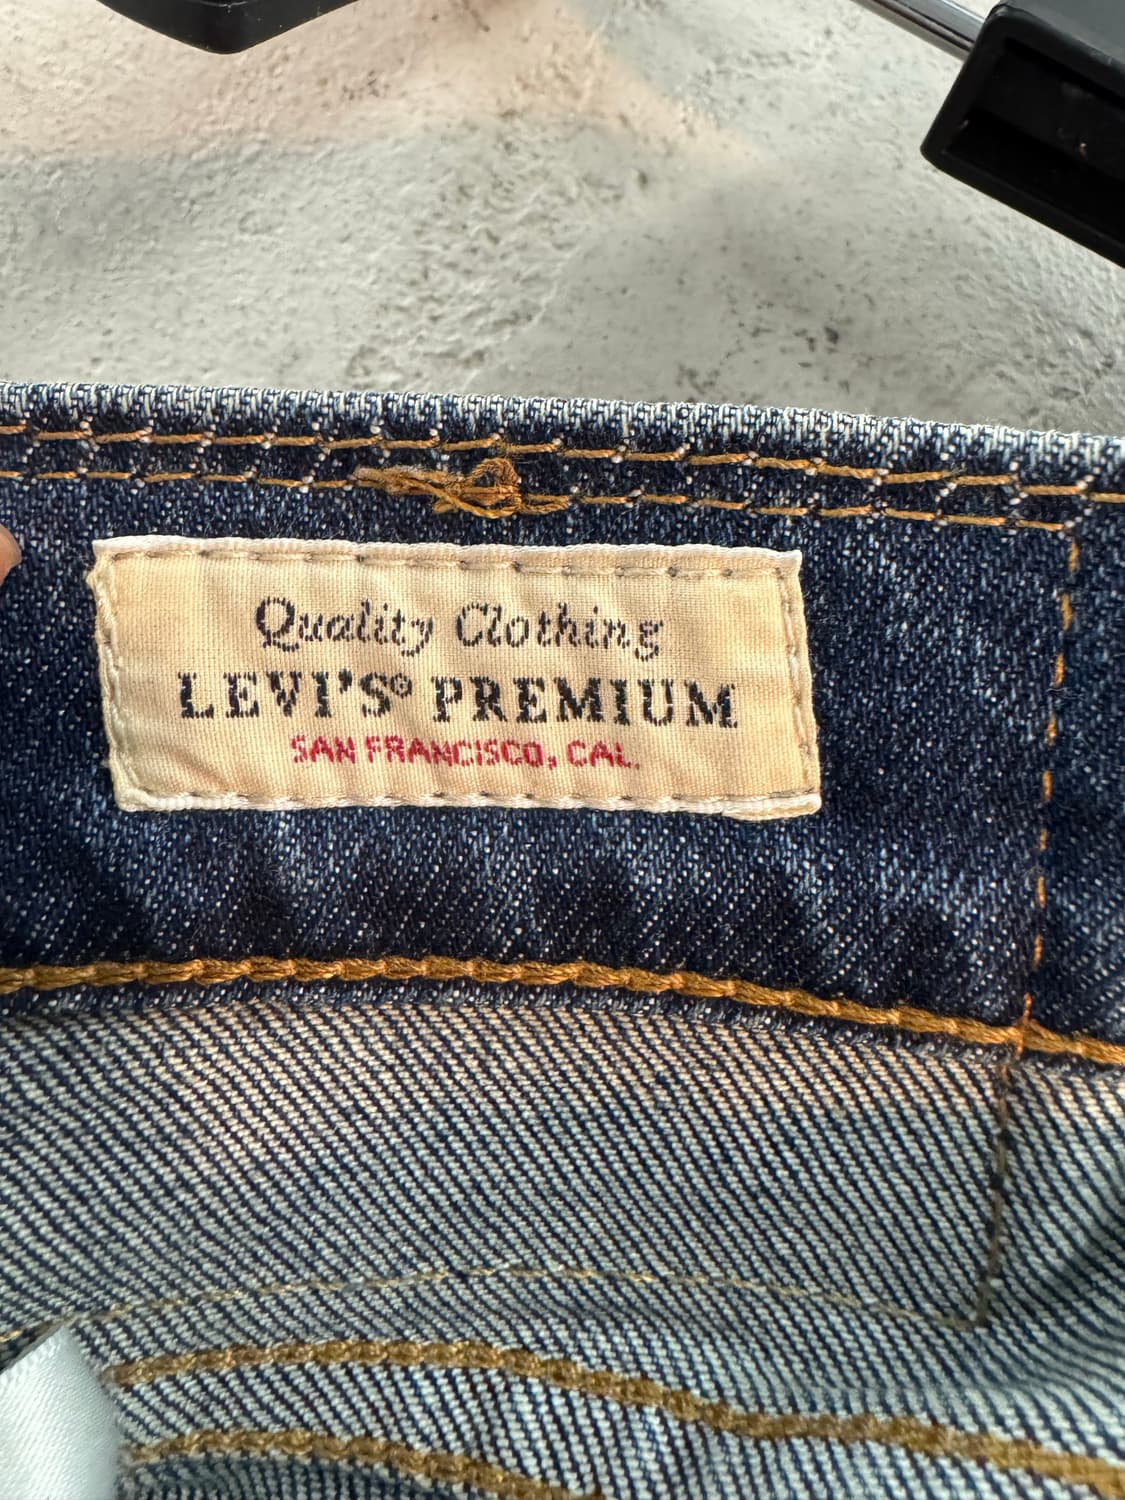 Quality Clothing
LEVI'S® PREMIUM
SAN FRANCISCO, CAL.